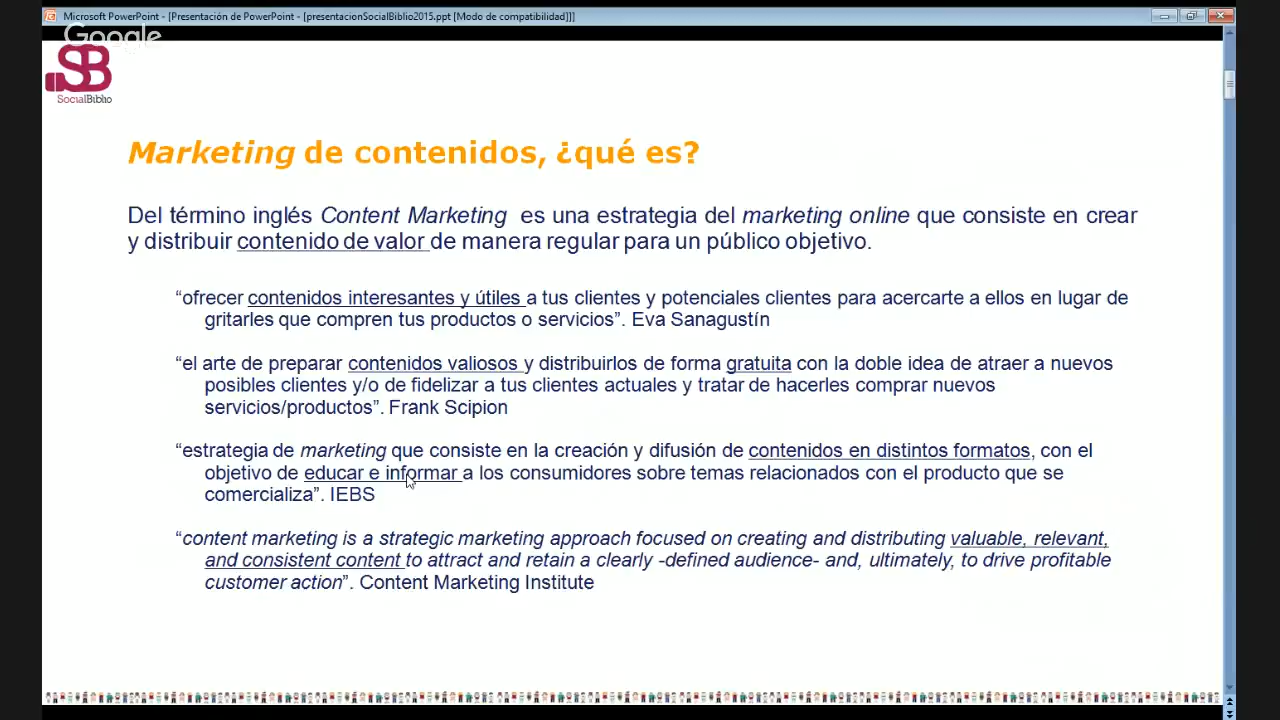 Microsoft PowerPoint - [Presentación de PowerPoint - [presentacionSocialBiblio2015.ppt [Modo de compatibilidad]]]
Google
SB
SocialBiblio
Marketing de contenidos, ¿qué es?
Del término inglés Content Marketing es una estrategia del marketing online que consiste en crear
y distribuir contenido de valor de manera regular para un público objetivo.
“ofrecer contenidos interesantes y útiles a tus clientes y potenciales clientes para acercarte a ellos en lugar de
gritarles que compren tus productos o servicios”. Eva Sanagustín
“el arte de preparar contenidos valiosos y distribuirlos de forma gratuita con la doble idea de atraer a nuevos
posibles clientes y/o de fidelizar a tus clientes actuales y tratar de hacerles comprar nuevos
servicios/productos”. Frank Scipion
“estrategia de marketing que consiste en la creación y difusión de contenidos en distintos formatos, con el
objetivo de educar e informar a los consumidores sobre temas relacionados con el producto que se
comercializa”. IEBS
“content marketing is a strategic marketing approach focused on creating and distributing valuable, relevant,
and consistent content to attract and retain a clearly -defined audience- and, ultimately, to drive profitable
customer action”. Content Marketing Institute